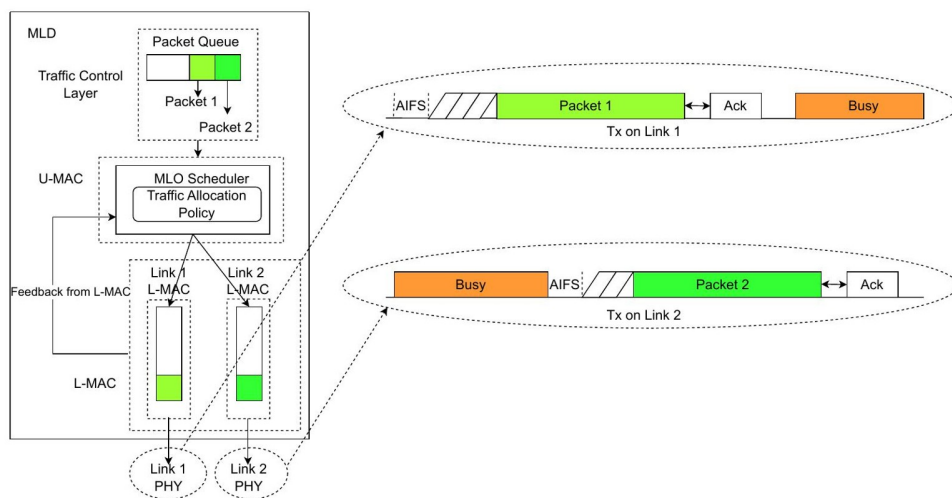 MLD
Packet Queue
Traffic Control
Layer
Packet 1
Packet 2
U-MAC
MLO Scheduler
Traffic Allocation
Policy
Link 1
L-MAC
Link 2
L-MAC
Feedback from L-MAC
L-MAC
Link 1
PHY
Link 2
PHY
AIFS
Packet 1
Ack
Busy
Tx on Link 1
Busy
AIFS
Packet 2
Ack
Tx on Link 2